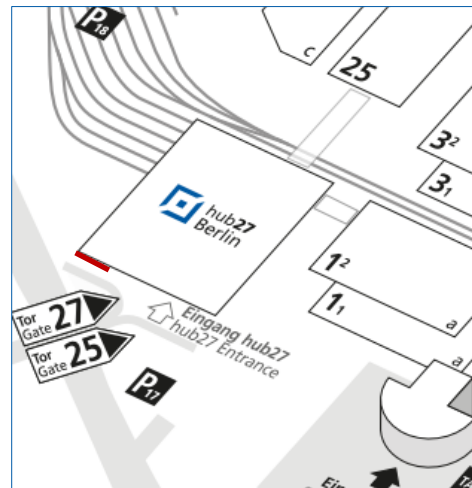 P18
c
25
3²
3₁
hub27
Berlin
1²
1₁
a
a
Tor
Gate 27
Tor
Gate 25
Eingang hub27
hub27 Entrance
P17